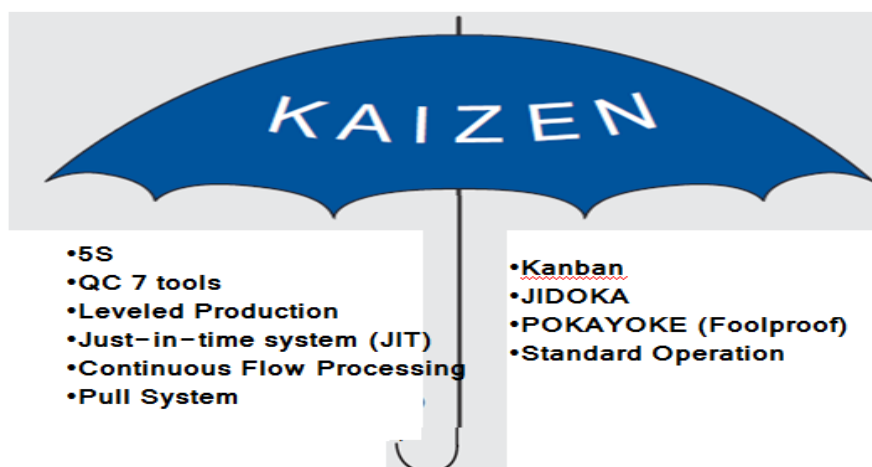 KAIZEN
•5S
•QC 7 tools
•Leveled Production
•Just-in-time system (JIT)
•Continuous Flow Processing
•Pull System
•Kanban
•JIDOKA
•POKAYOKE (Foolproof)
•Standard Operation